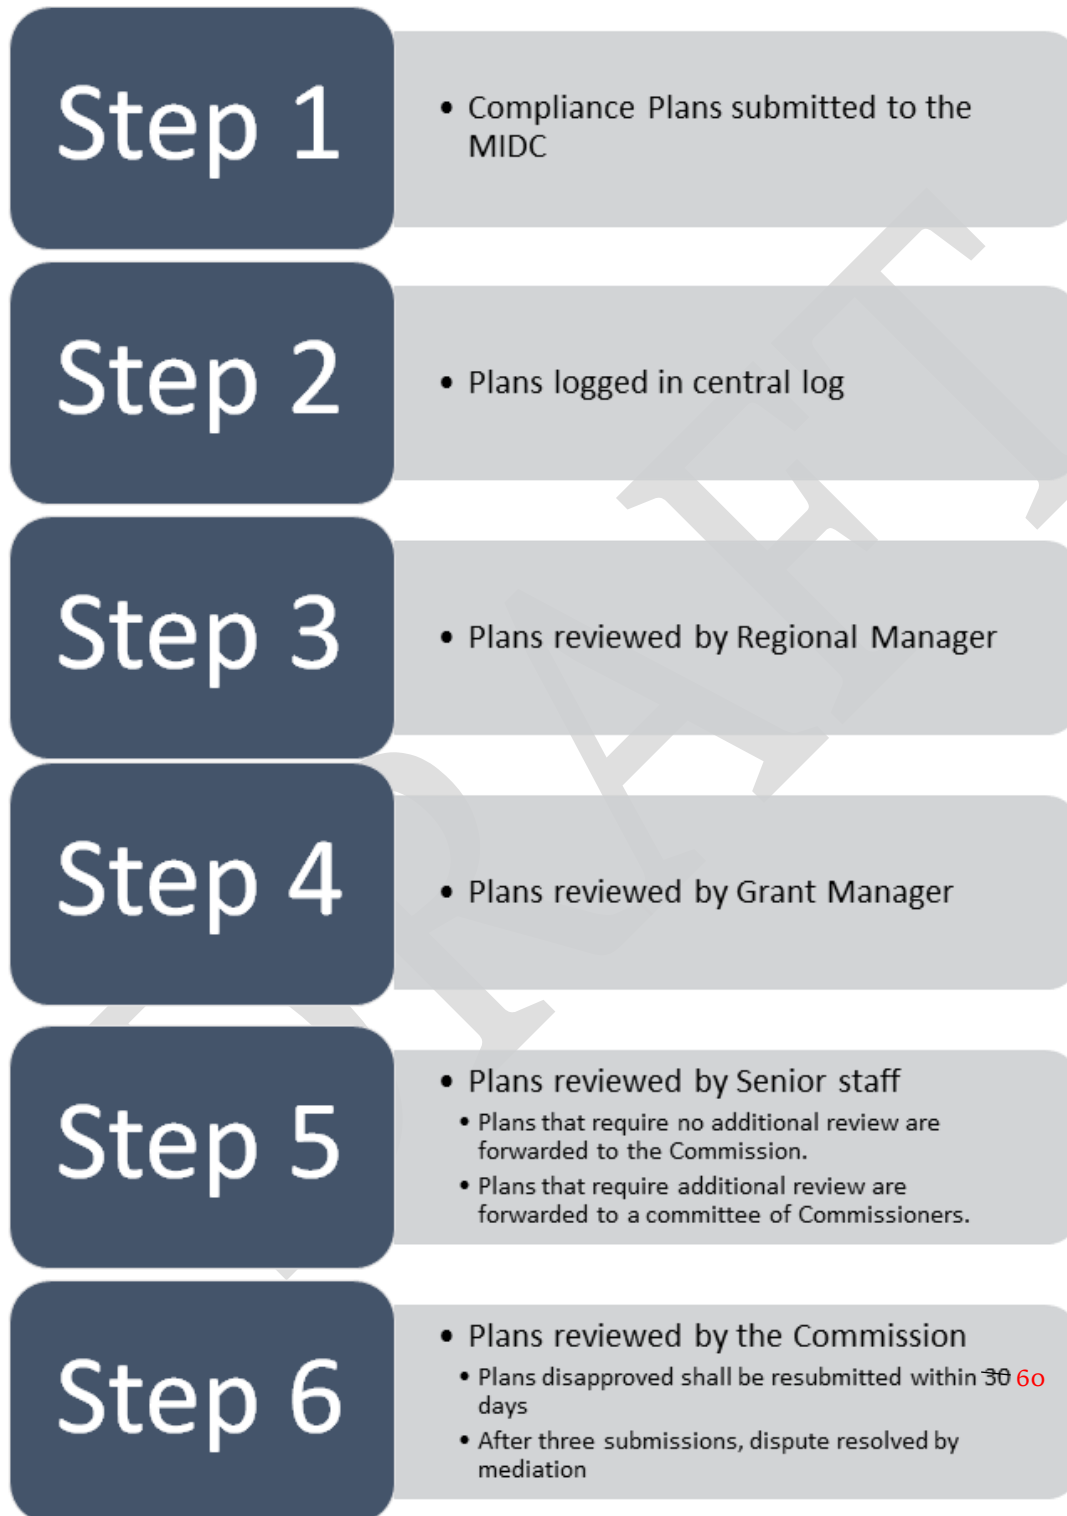 Step 1
• Compliance Plans submitted to the
MIDC
Step 2
• Plans logged in central log
Step 3
• Plans reviewed by Regional Manager
Step 4
• Plans reviewed by Grant Manager
Step 5
• Plans reviewed by Senior staff
• Plans that require no additional review are
forwarded to the Commission.
• Plans that require additional review are
forwarded to a committee of Commissioners.
Step 6
• Plans reviewed by the Commission
• Plans disapproved shall be resubmitted within 30 60
days
• After three submissions, dispute resolved by
mediation
DRAFT